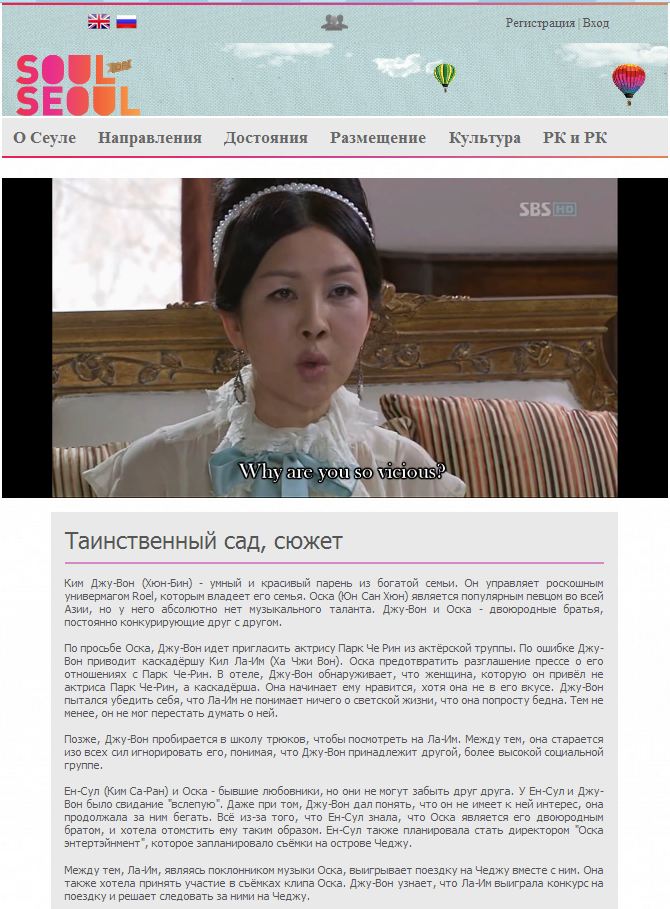 Регистрация | Вход
SOUL
SEOUL
О Сеуле Направления Достояния Размещение Культура РК и РК
SBS HD
Why are you so vicious?
Таинственный сад, сюжет
Ким Джу-Вон (Хюн-Бин) - умный и красивый парень из богатой семьи. Он управляет роскошным
универмагом Roel, которым владеет его семья. Оска (Юн Сан Хюн) является популярным певцом во всей
Азии, но у него абсолютно нет музыкального таланта. Джу-Вон и Оска - двоюродные братья,
постоянно конкурирующие друг с другом.
По просьбе Оска, Джу-Вон идет пригласить актрису Парк Че Рин из актёрской труппы. По ошибке Джу-
Вон приводит каскадёршу Кил Ла-Им (Ха Чжи Вон). Оска предотвратить разглашение прессе о его
отношениях с Парк Че-Рин. В отеле, Джу-Вон обнаруживает, что женщина, которую он привёл не
актриса Парк Че-Рин, а каскадёрша. Она начинает ему нравится, хотя она не в его вкусе. Джу-Вон
пытался убедить себя, что Ла-Им не понимает ничего о светской жизни, что она попросту бедна. Тем не
менее, он не мог перестать думать о ней.
Позже, Джу-Вон пробирается в школу трюков, чтобы посмотреть на Ла-Им. Между тем, она старается
изо всех сил игнорировать его, понимая, что Джу-Вон принадлежит другой, более высокой социальной
группе.
Ен-Сул (Ким Са-Ран) и Оска - бывшие любовники, но они не могут забыть друг друга. У Ен-Сул и Джу-
Вон было свидание "вслепую". Даже при том, Джу-Вон дал понять, что он не имеет к ней интерес, она
продолжала за ним бегать. Всё из-за того, что Ен-Сул знала, что Оска является его двоюродным
братом, и хотела отомстить ему таким образом. Ен-Сул также планировала стать директором "Оска
энтертэйнмент", которое запланировало съёмки на острове Чеджу.
Между тем, Ла-Им, являясь поклонником музыки Оска, выигрывает поездку на Чеджу вместе с ним. Она
также хотела принять участие в съёмках клипа Оска. Джу-Вон узнает, что Ла-Им выиграла конкурс на
поездку и решает следовать за ними на Чеджу.